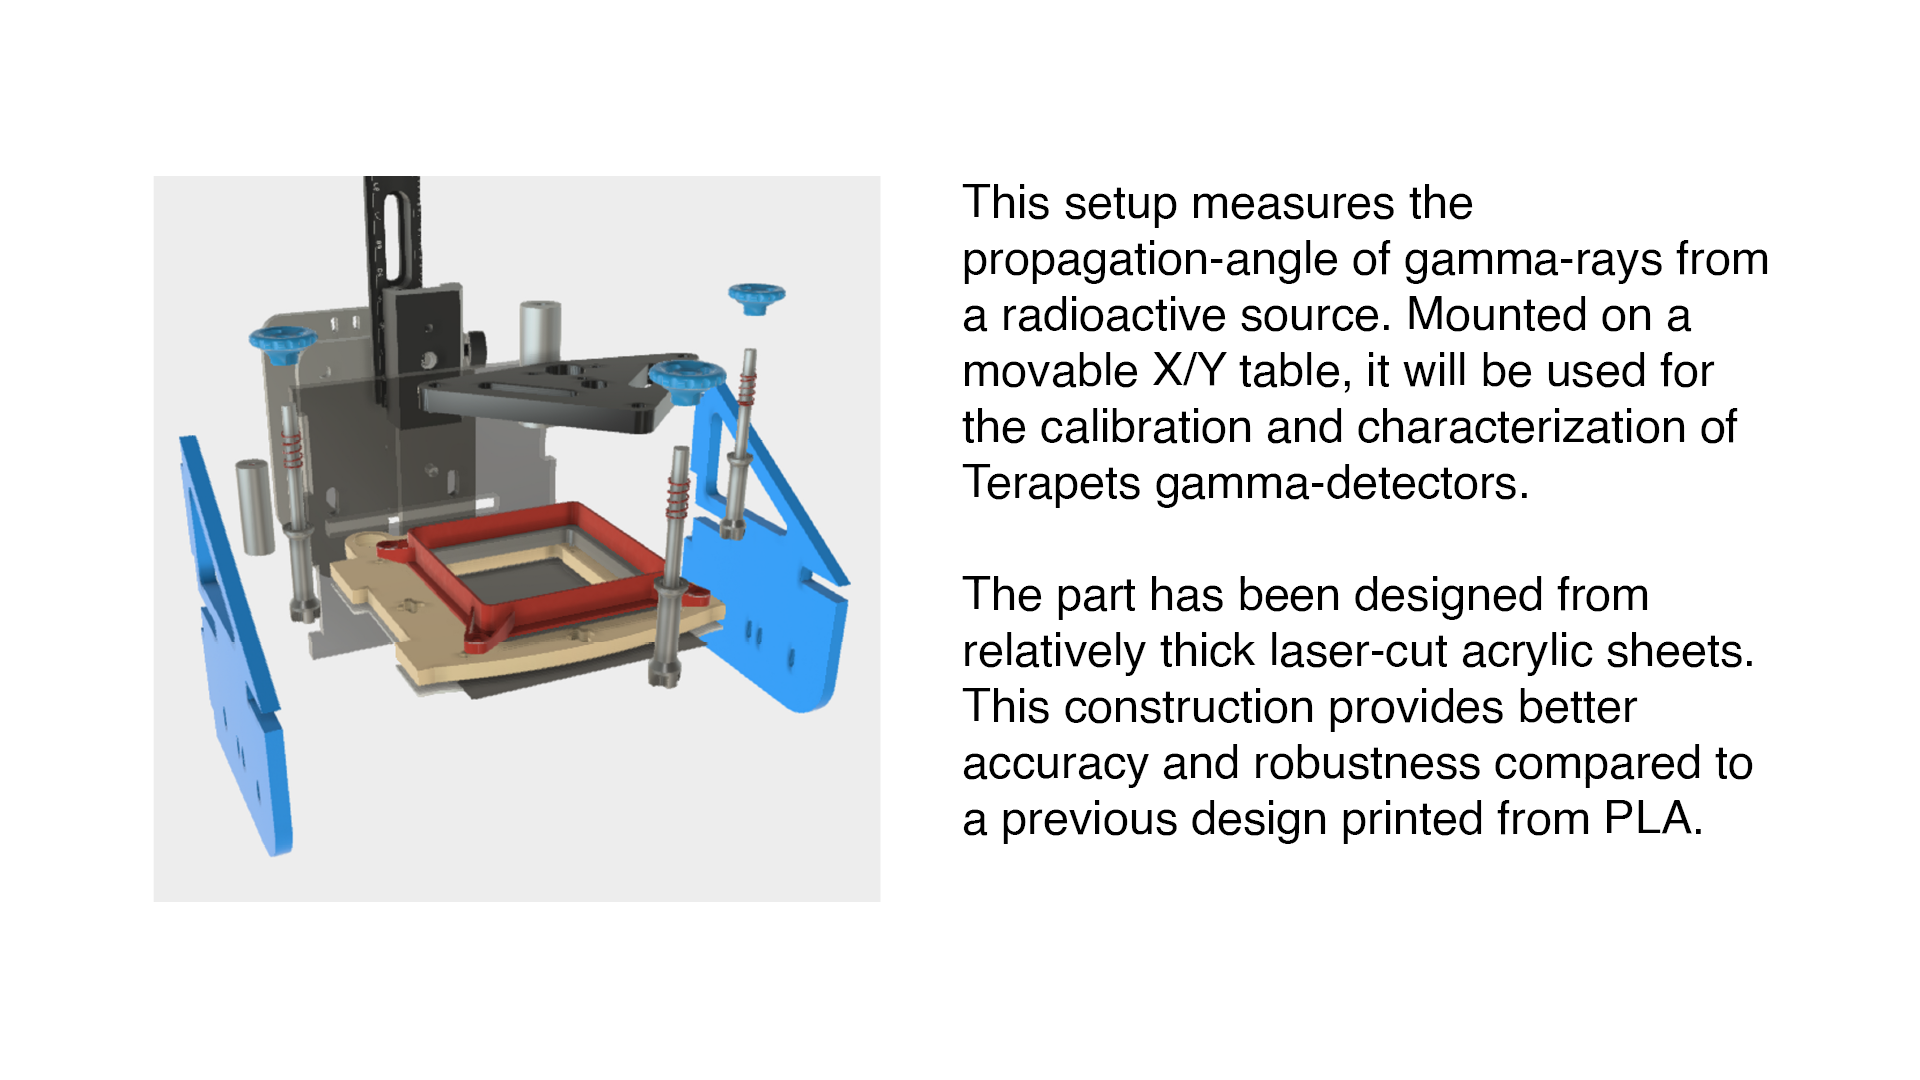 This setup measures the
propagation-angle of gamma-rays from
a radioactive source. Mounted on a
movable X/Y table, it will be used for
the calibration and characterization of
Terapets gamma-detectors.
The part has been designed from
relatively thick laser-cut acrylic sheets.
This construction provides better
accuracy and robustness compared to
a previous design printed from PLA.